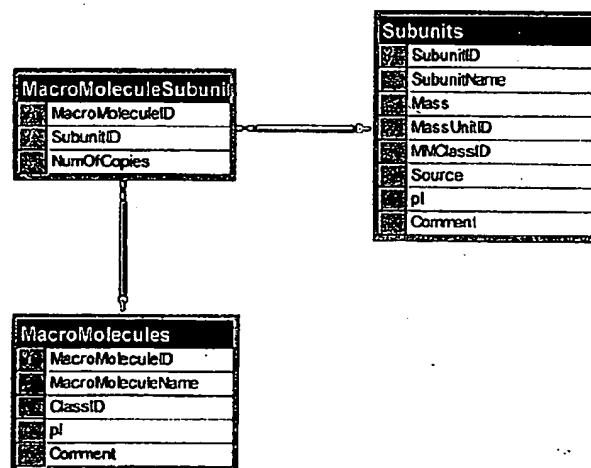 MacroMoleculeSubunit
MacroMoleculeID
SubunitID
NumOfCopies
Subunits
SubunitID
SubunitName
Mass
MassUnitID
MMClassID
Source
pI
Comment
MacroMolecules
MacroMoleculeID
MacroMoleculeName
ClassID
pI
Comment